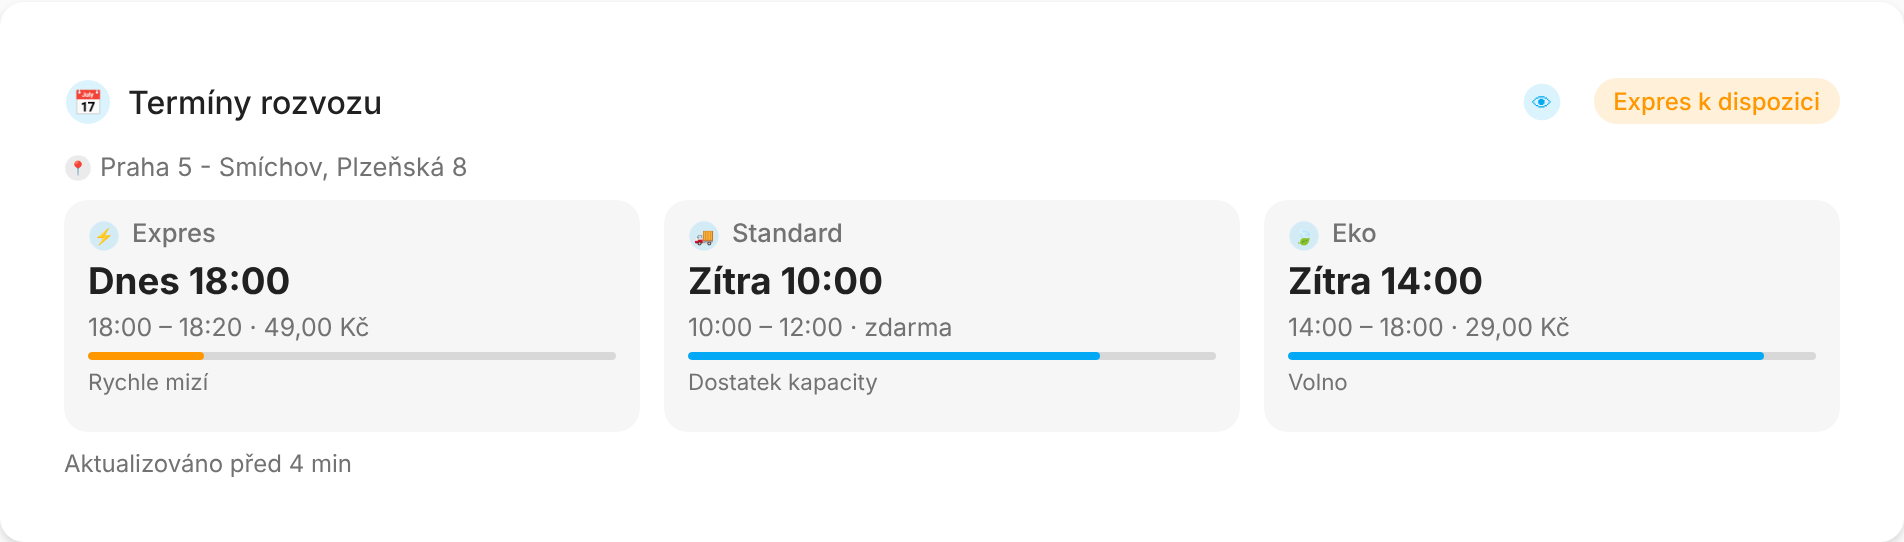 Termíny rozvozu
Expres k dispozici
Praha 5 - Smíchov, Plzeňská 8
Expres
Dnes 18:00
18:00 – 18:20 · 49,00 Kč
Rychle mizí
Standard
Zítra 10:00
10:00 – 12:00 · zdarma
Dostatek kapacity
Eko
Zítra 14:00
14:00 – 18:00 · 29,00 Kč
Volno
Aktualizováno před 4 min